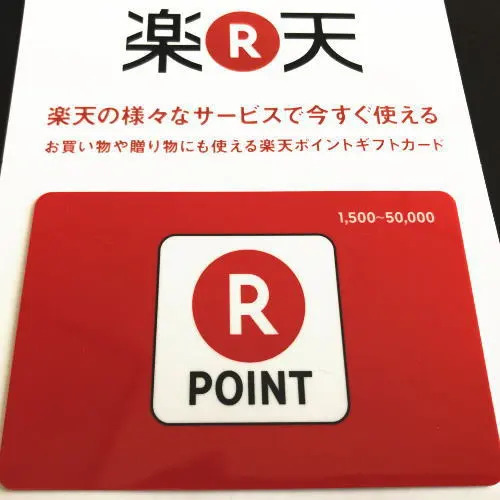 楽R天
楽天の様々なサービスで今すぐ使える
お買い物や贈り物にも使える楽天ポイントギフトカード
1,500~50,000
R
POINT